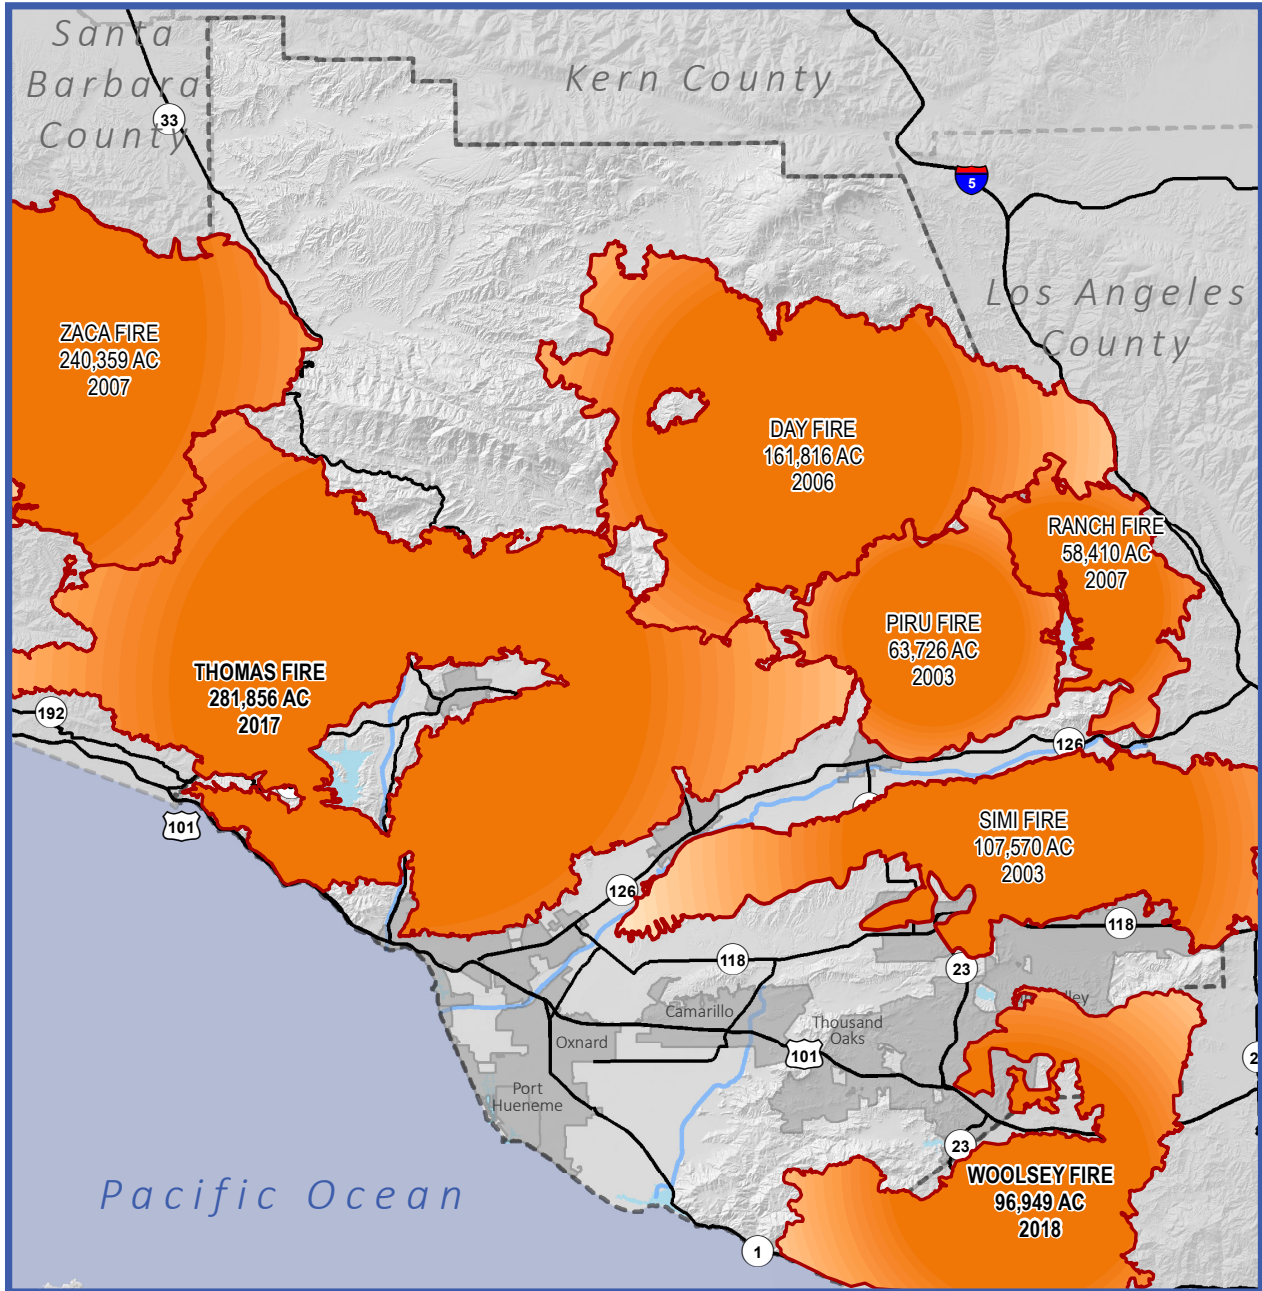 Santa
Barbara
County
Kern County
33
5
Los Angeles
County
ZACA FIRE
240,359 AC
2007
DAY FIRE
161,816 AC
2006
RANCH FIRE
58,410 AC
2007
PIRU FIRE
63,726 AC
2003
THOMAS FIRE
281,856 AC
2017
192
126
101
SIMI FIRE
107,570 AC
2003
126
118
118
23
Camarillo
Thousand
Oaks
Oxnard
101
Port
Hueneme
23
WOOLSEY FIRE
96,949 AC
2018
Pacific Ocean
1